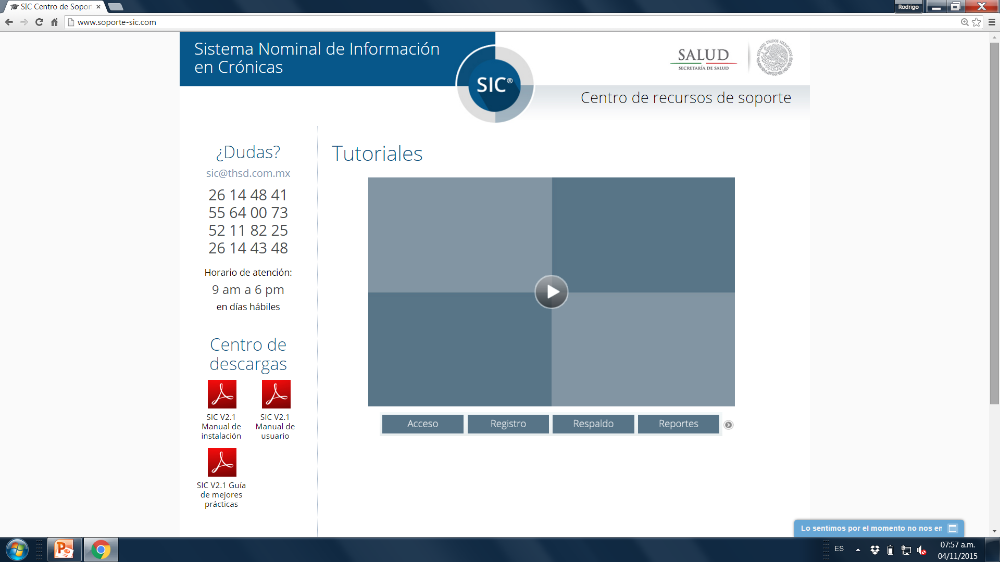 SIC Centro de Sopor
Rodrigo
www.soporte-sic.com
Sistema Nominal de Información
en Crónicas
SIC®
SALUD
SECRETARÍA DE SALUD
ESTADOS UNIDOS MEXICANOS
Centro de recursos de soporte
¿Dudas?
sic@thsd.com.mx
26 14 48 41
55 64 00 73
52 11 82 25
26 14 43 48
Horario de atención:
9 am a 6 pm
en días hábiles
Centro de
descargas
SIC V2.1
Manual de
instalación
SIC V2.1
Manual de
usuario
SIC V2.1 Guía
de mejores
prácticas
Tutoriales
Acceso
Registro
Respaldo
Reportes
Lo sentimos por el momento no nos en
ES
07:57 a.m.
04/11/2015